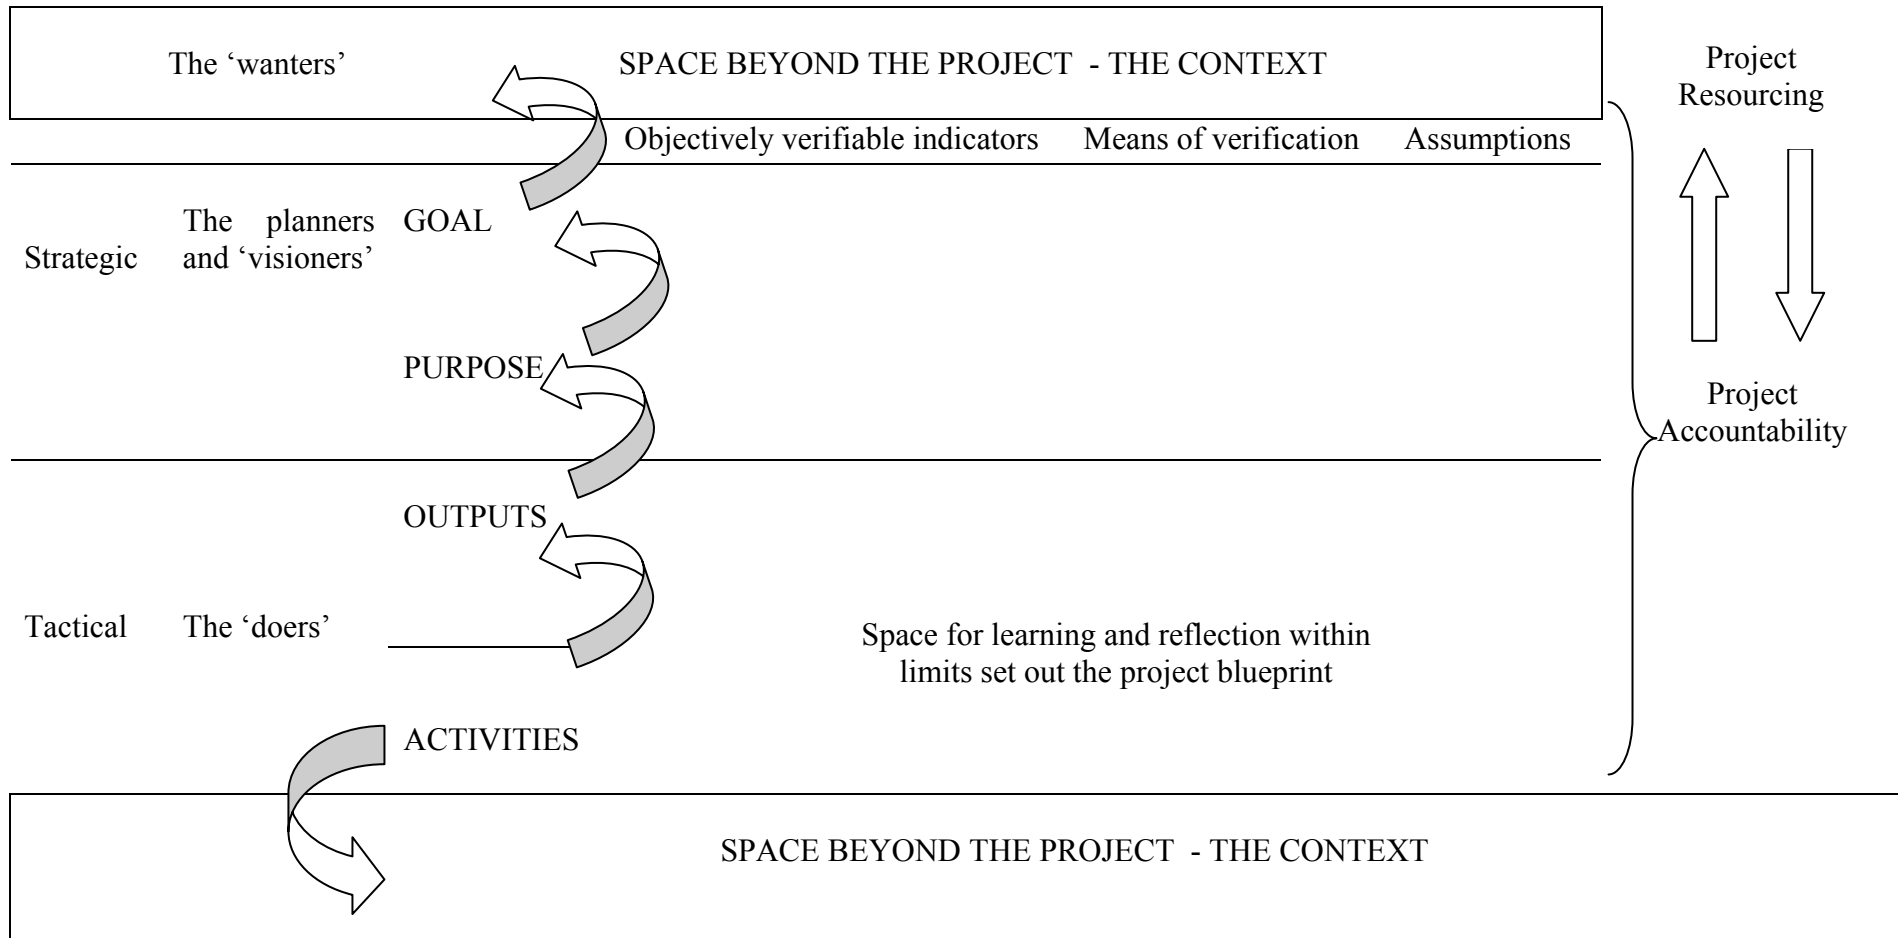 The ‘wanters’
SPACE BEYOND THE PROJECT - THE CONTEXT
Project
Resourcing
Objectively verifiable indicators
Means of verification
Assumptions
Strategic
The planners
and ‘visioners’
GOAL
PURPOSE
Project
Accountability
OUTPUTS
Tactical
The ‘doers’
Space for learning and reflection within
limits set out the project blueprint
ACTIVITIES
SPACE BEYOND THE PROJECT - THE CONTEXT